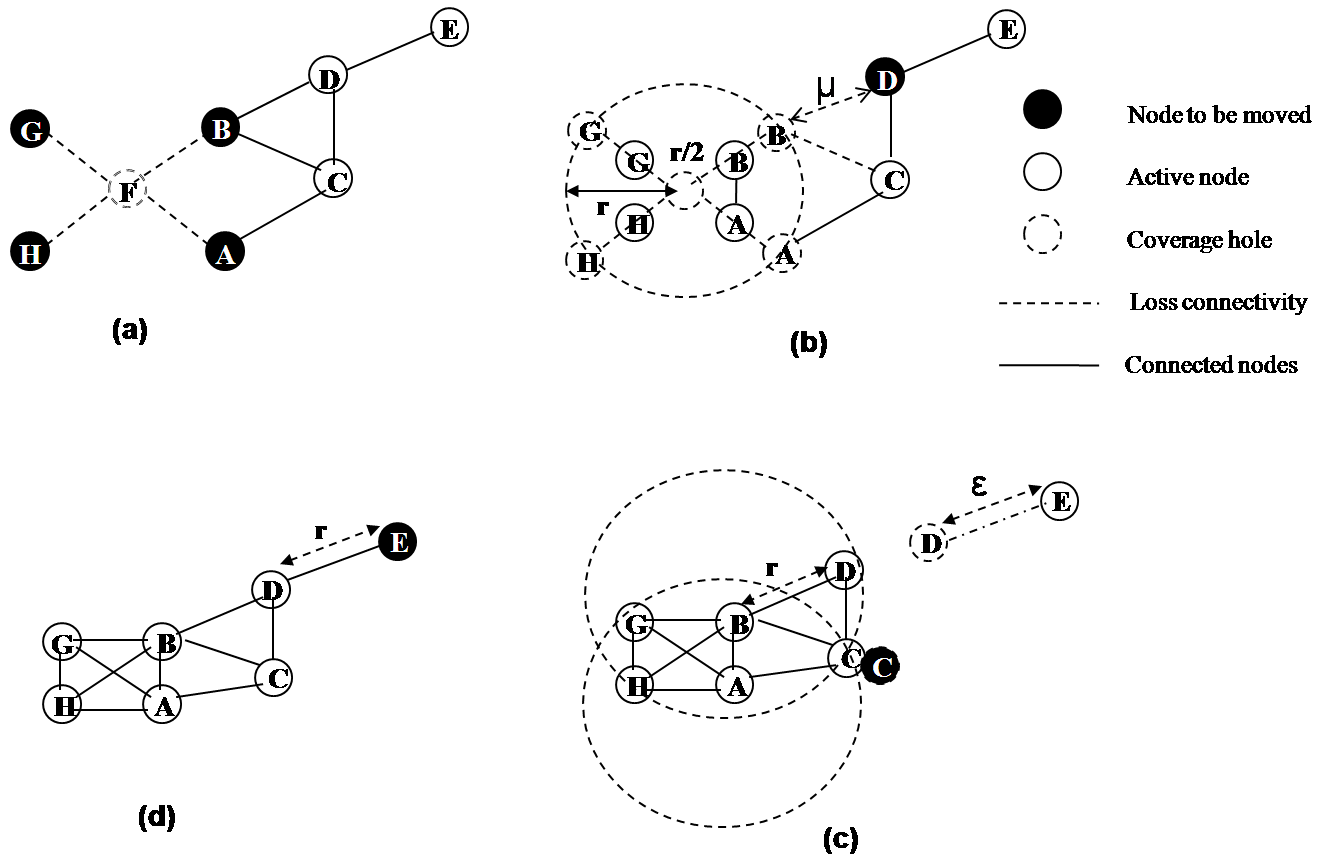 E
D
G
B
F
C
H
A
(a)
E
D
μ
G
B
G
r/2
B
C
r
H
A
H
A
(b)
Node to be moved
Active node
Coverage hole
Loss connectivity
Connected nodes
r
E
D
G
B
C
H
A
(d)
ε
E
D
r
D
G
B
C
C
H
A
(c)